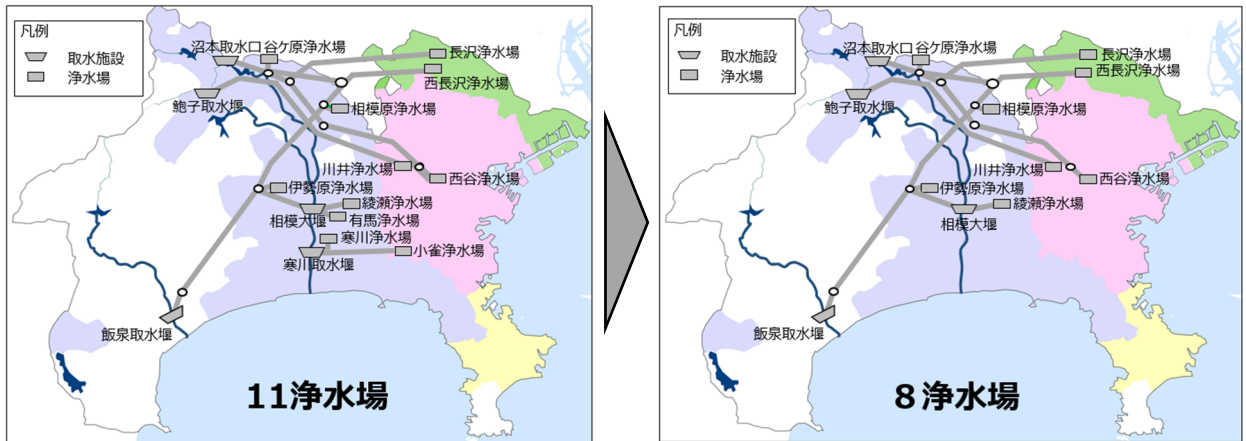 凡例
取水施設
浄水場
沼本取水口 谷ケ原浄水場
長沢浄水場
西長沢浄水場
鮑子取水堰
相模原浄水場
川井浄水場
西谷浄水場
伊勢原浄水場
綾瀬浄水場
相模大堰
有馬浄水場
寒川浄水場
小雀浄水場
寒川取水堰
飯泉取水堰
11浄水場
凡例
取水施設
浄水場
沼本取水口 谷ケ原浄水場
長沢浄水場
西長沢浄水場
鮑子取水堰
相模原浄水場
川井浄水場
西谷浄水場
伊勢原浄水場
綾瀬浄水場
相模大堰
飯泉取水堰
８浄水場